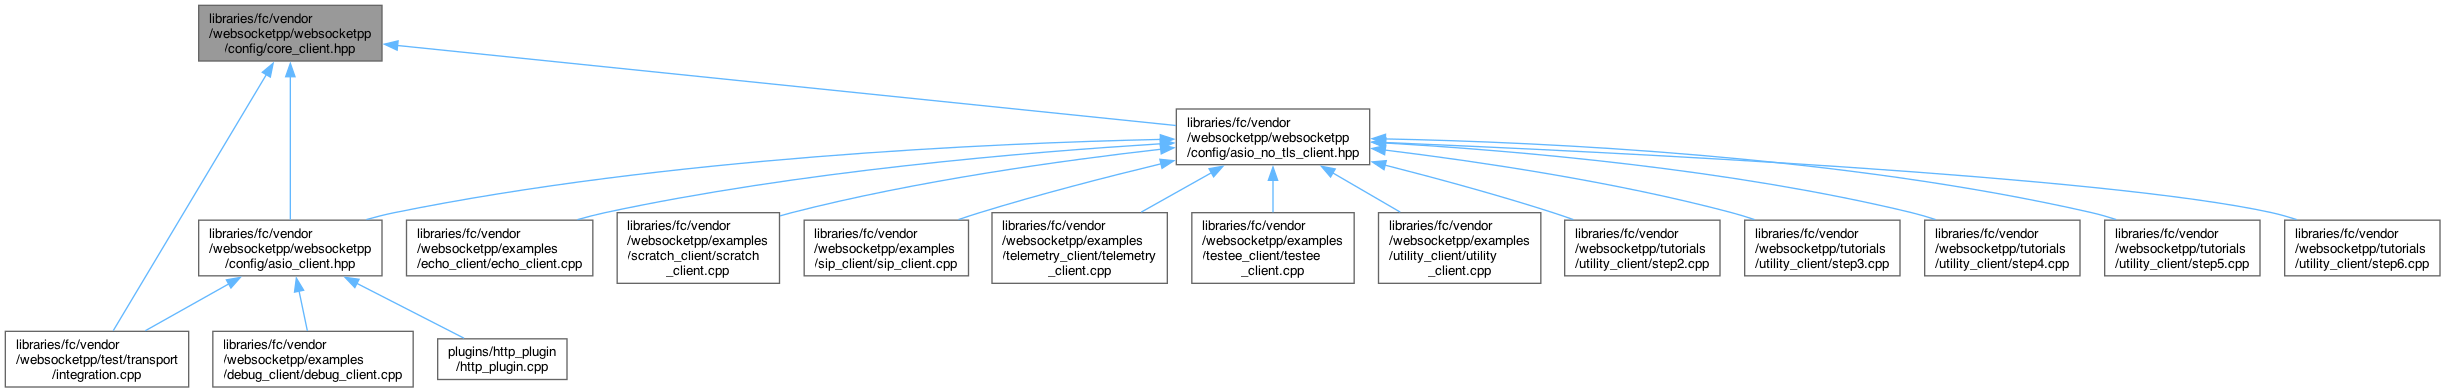 libraries/fc/vendor
/websocketpp/websocketpp
/config/core_client.hpp
libraries/fc/vendor
/websocketpp/websocketpp
/config/asio_no_tls_client.hpp
libraries/fc/vendor
/websocketpp/websocketpp
/config/asio_client.hpp
libraries/fc/vendor
/websocketpp/examples
/echo_client/echo_client.cpp
libraries/fc/vendor
/websocketpp/examples
/scratch_client/scratch
_client.cpp
libraries/fc/vendor
/websocketpp/examples
/sip_client/sip_client.cpp
libraries/fc/vendor
/websocketpp/examples
/telemetry_client/telemetry
_client.cpp
libraries/fc/vendor
/websocketpp/examples
/testee_client/testee
_client.cpp
libraries/fc/vendor
/websocketpp/examples
/utility_client/utility
_client.cpp
libraries/fc/vendor
/websocketpp/tutorials
/utility_client/step2.cpp
libraries/fc/vendor
/websocketpp/tutorials
/utility_client/step3.cpp
libraries/fc/vendor
/websocketpp/tutorials
/utility_client/step4.cpp
libraries/fc/vendor
/websocketpp/tutorials
/utility_client/step5.cpp
libraries/fc/vendor
/websocketpp/tutorials
/utility_client/step6.cpp
libraries/fc/vendor
/websocketpp/test/transport
/integration.cpp
libraries/fc/vendor
/websocketpp/examples
/debug_client/debug_client.cpp
plugins/http_plugin
/http_plugin.cpp